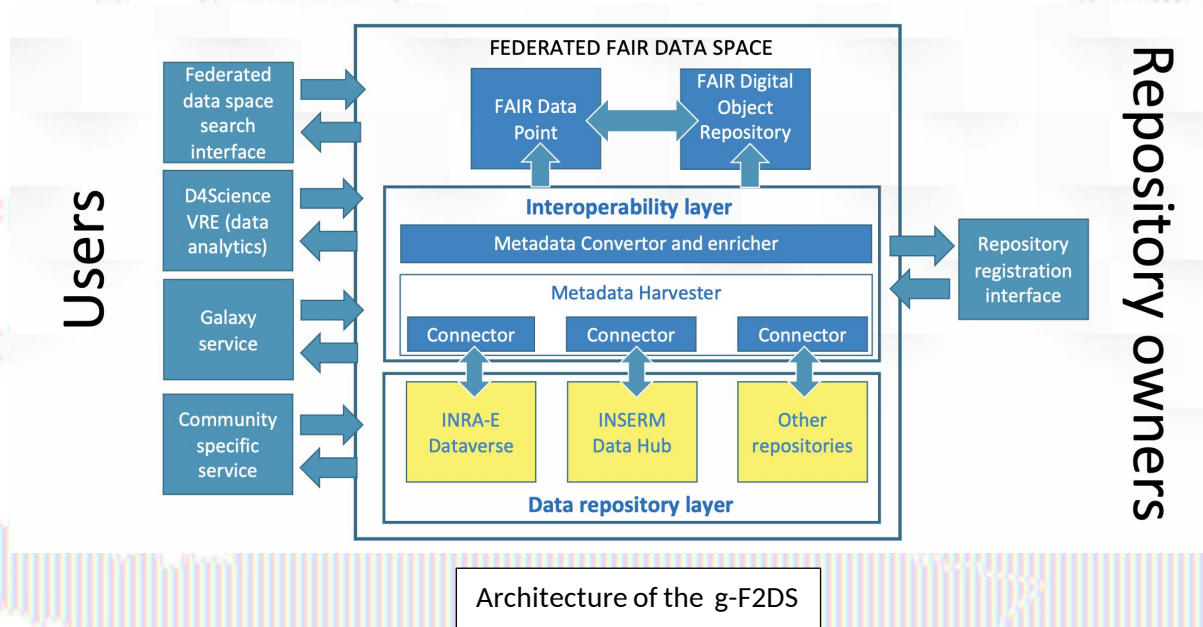 FEDERATED FAIR DATA SPACE
Users
Federated
data space
search
interface
D4Science
VRE (data
analytics)
Galaxy
service
Community
specific
service
FAIR Data
Point
FAIR Digital
Object
Repository
Interoperability layer
Metadata Convertor and enricher
Metadata Harvester
Connector
Connector
Connector
INRA-E
Dataverse
INSERM
Data Hub
Other
repositories
Data repository layer
Repository
registration
interface
Repository owners
Architecture of the g-F2DS